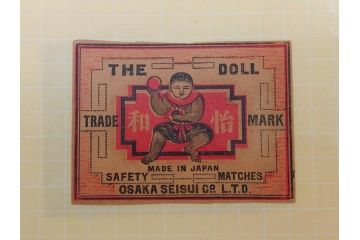 THE DOLL
TRADE MARK
和 怡
MADE IN JAPAN
SAFETY MATCHES
OSAKA SEISUI CO. L.T.D.